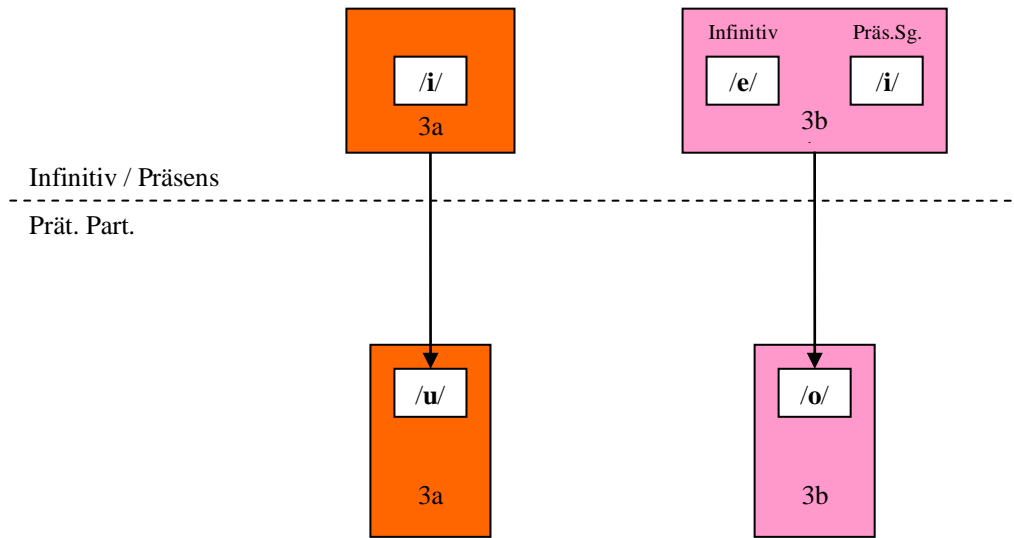 Infinitiv Präs.Sg.
/i/ /e/ /i/
3a 3b
Infinitiv / Präsens
Prät. Part.
/u/ /o/
3a 3b